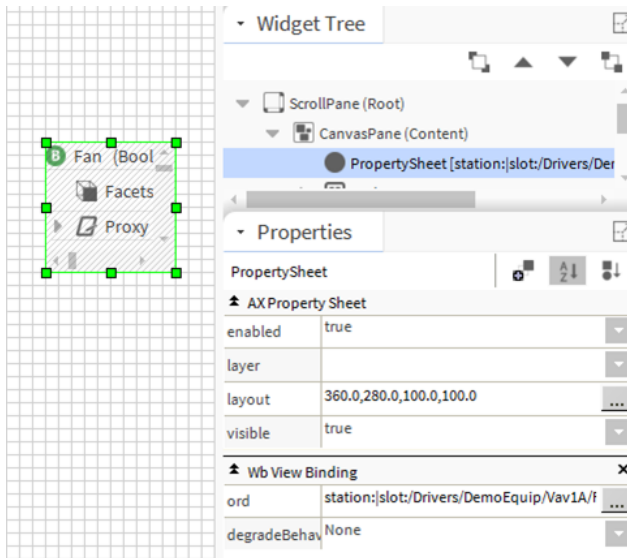 Widget Tree
ScrollPane (Root)
CanvasPane (Content)
PropertySheet [station:|slot:/Drivers/Der
B Fan (Bool
Facets
Proxy
Properties
PropertySheet
A Z
AX Property Sheet
enabled true
layer
layout 360.0,280.0,100.0,100.0 ...
visible true
Wb View Binding
ord station:|slot:/Drivers/DemoEquip/Vav1A/F ...
degradeBehav None